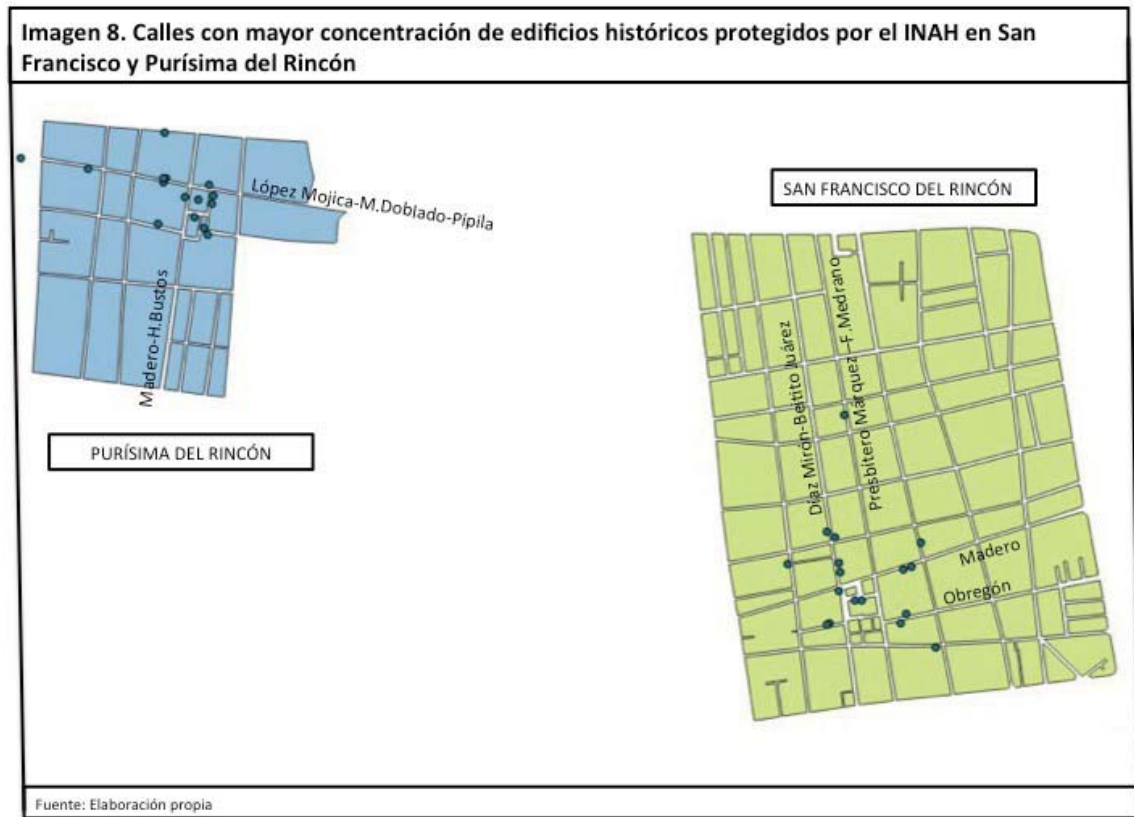 Imagen 8. Calles con mayor concentración de edificios históricos protegidos por el INAH en San
Francisco y Purísima del Rincón
López Mojica-M.Doblado-Pípila
SAN FRANCISCO DEL RINCÓN
Madero-H.Bustos
PURÍSIMA DEL RINCÓN
Díaz Mirón-Beltito Juárez
Presbítero Márquez -F.Medrano
Madero
Obregón
Fuente: Elaboración propia